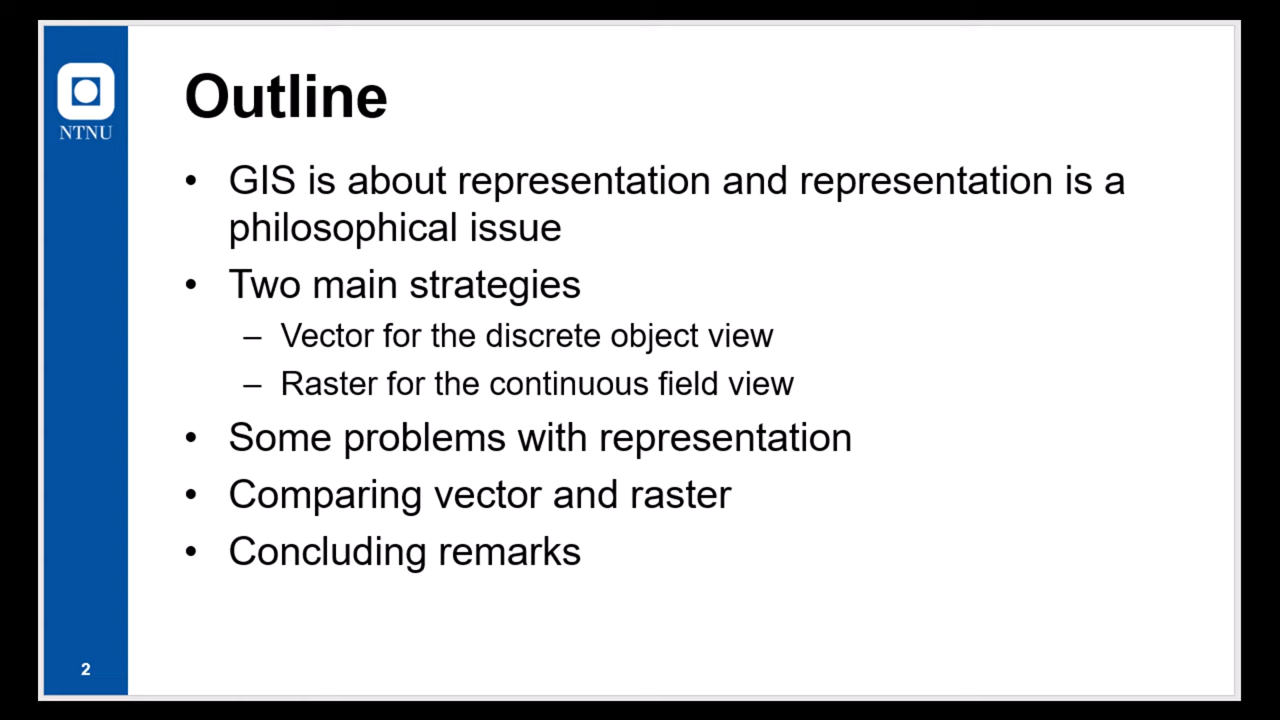 NTNU
Outline
• GIS is about representation and representation is a
philosophical issue
• Two main strategies
– Vector for the discrete object view
– Raster for the continuous field view
• Some problems with representation
• Comparing vector and raster
• Concluding remarks
2